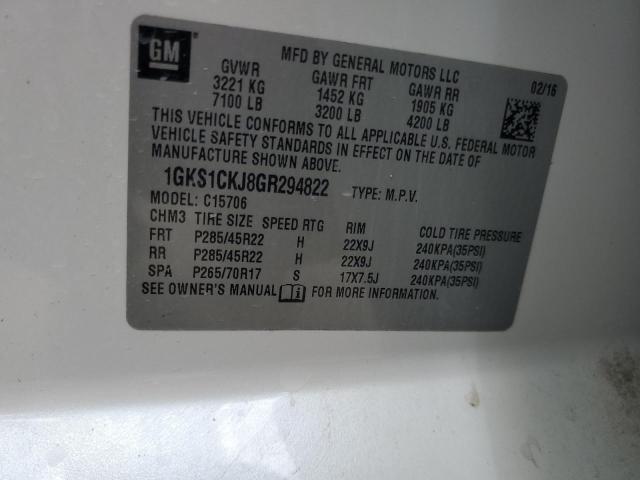 GM
MFD BY GENERAL MOTORS LLC
02/16
GVWR GAWR FRT GAWR RR
3221 KG 1452 KG 1905 KG
7100 LB 3200 LB 4200 LB
THIS VEHICLE CONFORMS TO ALL APPLICABLE U.S. FEDERAL MOTOR
VEHICLE SAFETY STANDARDS IN EFFECT ON THE DATE OF
MANUFACTURE SHOWN ABOVE.
1GKS1CKJ8GR294822 TYPE: M.P.V.
MODEL: C15706
CHM3 TIRE SIZE SPEED RTG RIM COLD TIRE PRESSURE
FRT P285/45R22 H 22X9J 240KPA(35PSI)
RR P285/45R22 H 22X9J 240KPA(35PSI)
SPA P265/70R17 S 17X7.5J 240KPA(35PSI)
SEE OWNER'S MANUAL FOR MORE INFORMATION.